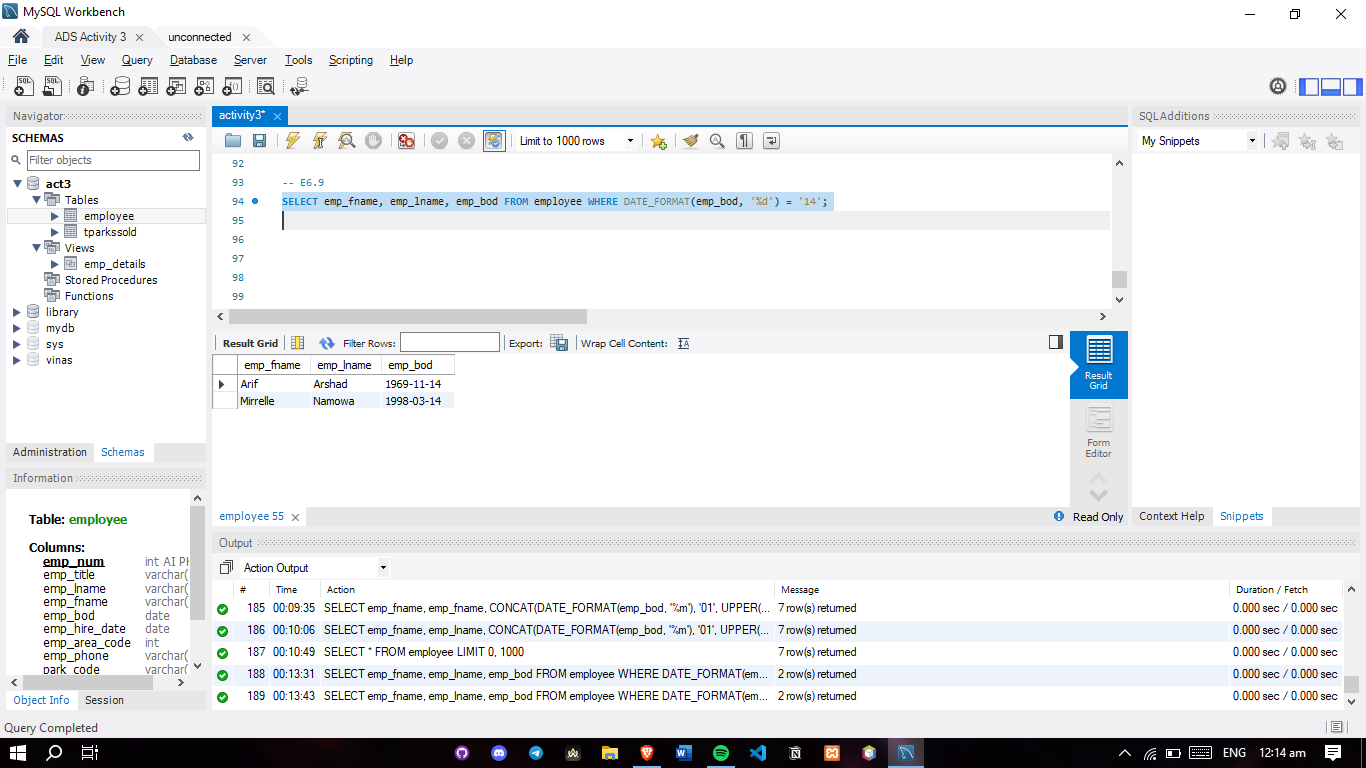 MySQL Workbench
ADS Activity 3
unconnected
File Edit View Query Database Server Tools Scripting Help
Navigator
SCHEMAS
Filter objects
act3
Tables
employee
tparkssold
Views
emp_details
Stored Procedures
Functions
library
mydb
sys
vinas
Administration Schemas
Information
Table: employee
Columns:
emp_num int AI PK
emp_title varchar(
emp_lname varchar(
emp_fname varchar(
emp_bod date
emp_hire_date date
emp_area_code int
emp_phone varchar(
park_code varchar(
Object Info Session
activity3*
Limit to 1000 rows
92
93 -- E6.9
94 SELECT emp_fname, emp_lname, emp_bod FROM employee WHERE DATE_FORMAT(emp_bod, '%d') = '14';
95
96
97
98
99
Result Grid Filter Rows: Export: Wrap Cell Content:
emp_fname emp_lname emp_bod
Arif Arshad 1969-11-14
Mirrelle Namowa 1998-03-14
Result
Grid
Form
Editor
employee 55
Read Only
SQLAdditions
My Snippets
Context Help Snippets
Output
Action Output
# Time Action Message Duration / Fetch
185 00:09:35 SELECT emp_fname, emp_fname, CONCAT(DATE_FORMAT(emp_bod, '%m'), '01', UPPER(... 7 row(s) returned 0.000 sec / 0.000 sec
186 00:10:06 SELECT emp_fname, emp_lname, CONCAT(DATE_FORMAT(emp_bod, '%m'), '01', UPPER(... 7 row(s) returned 0.000 sec / 0.000 sec
187 00:10:49 SELECT * FROM employee LIMIT 0, 1000 7 row(s) returned 0.000 sec / 0.000 sec
188 00:13:31 SELECT emp_fname, emp_lname, emp_bod FROM employee WHERE DATE_FORMAT(em... 2 row(s) returned 0.000 sec / 0.000 sec
189 00:13:43 SELECT emp_fname, emp_lname, emp_bod FROM employee WHERE DATE_FORMAT(em... 2 row(s) returned 0.000 sec / 0.000 sec
Query Completed
ENG 12:14 am